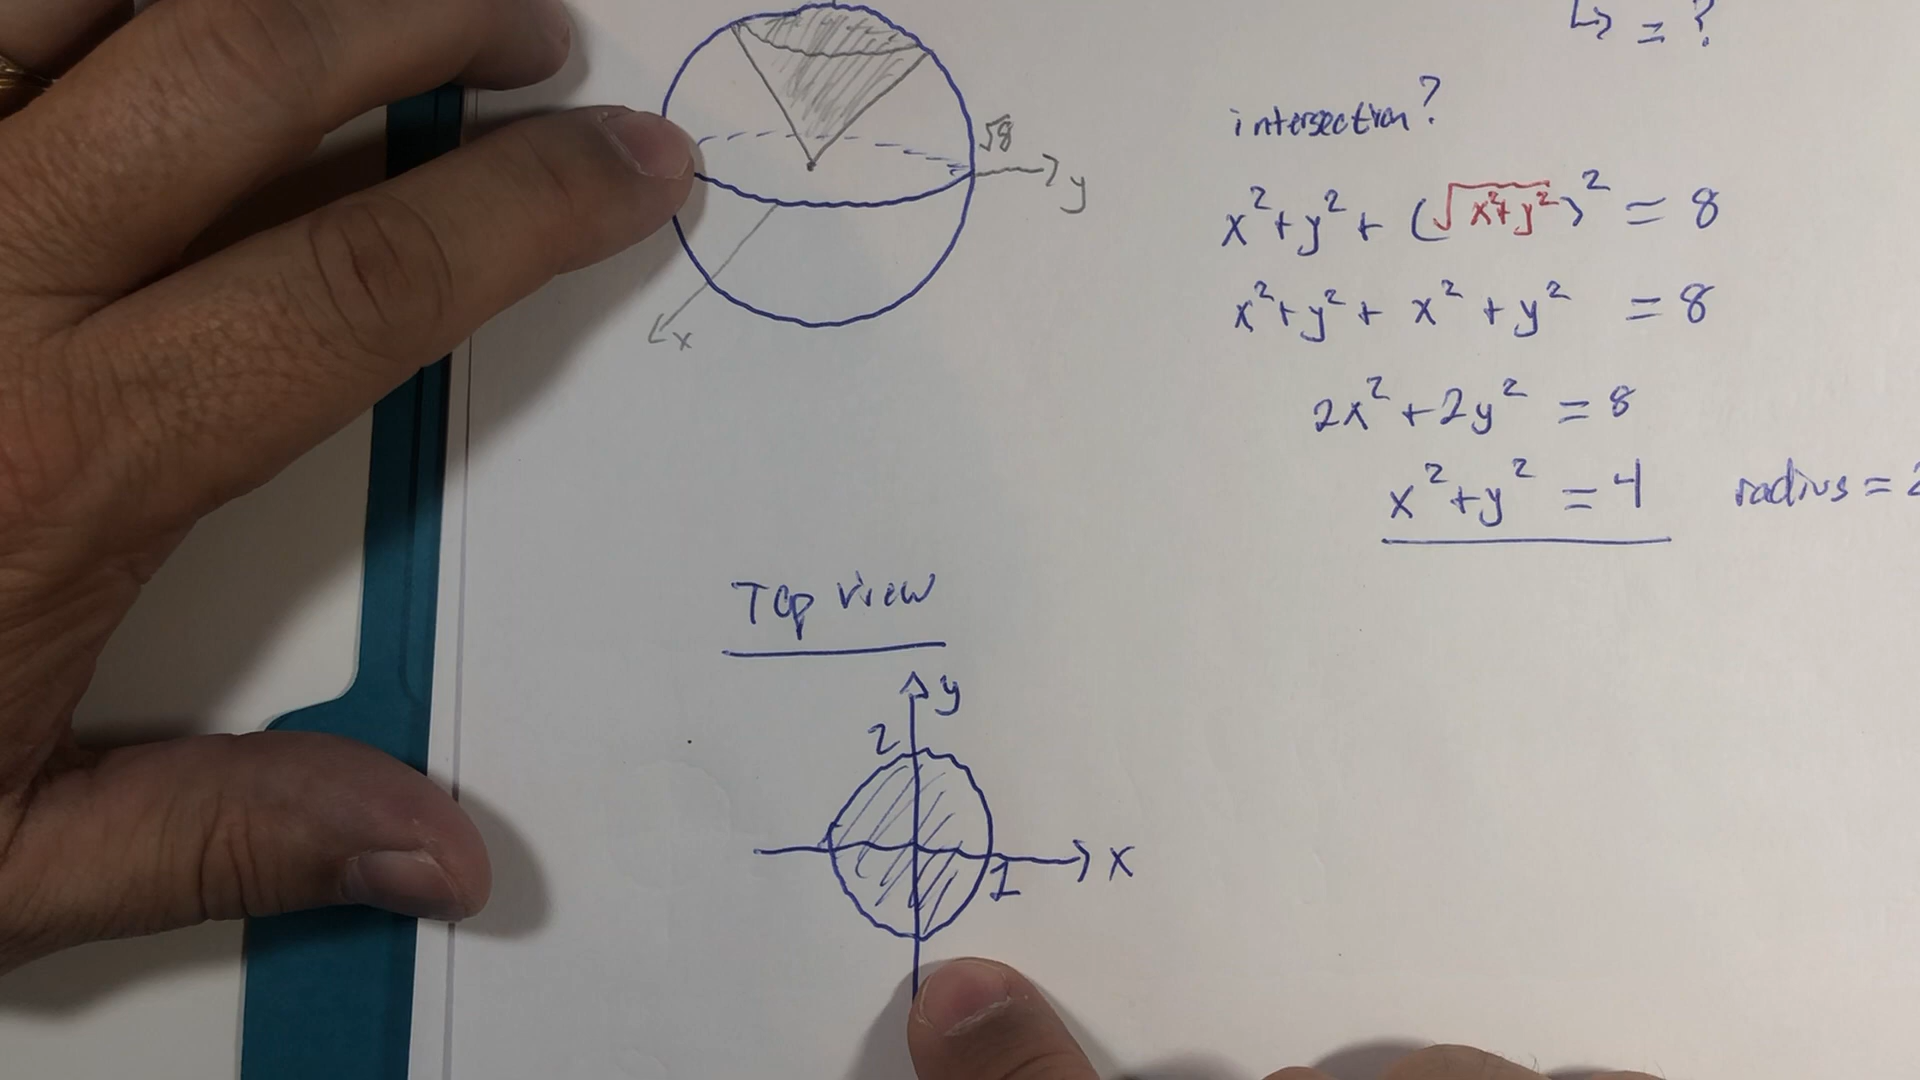 ↳ = ?
√8
y
x
intersection?
x² + y² + (√x²+y²)² = 8
x² + y² + x² + y² = 8
2x² + 2y² = 8
x² + y² = 4 radius = 2
Top view
y
2
1
x